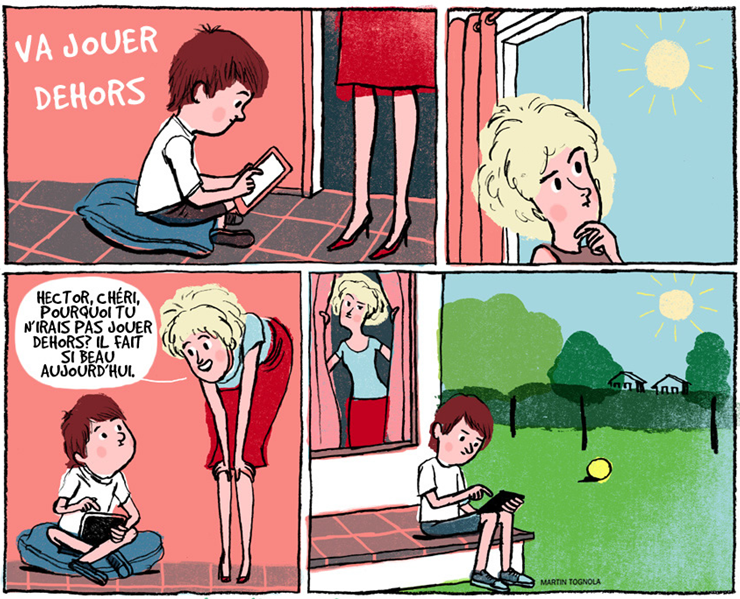 VA JOUER
DEHORS
HECTOR, CHÉRI,
POURQUOI TU
N'IRAIS PAS JOUER
DEHORS? IL FAIT
SI BEAU
AUJOURD'HUI.
MARTIN TOGNOLA